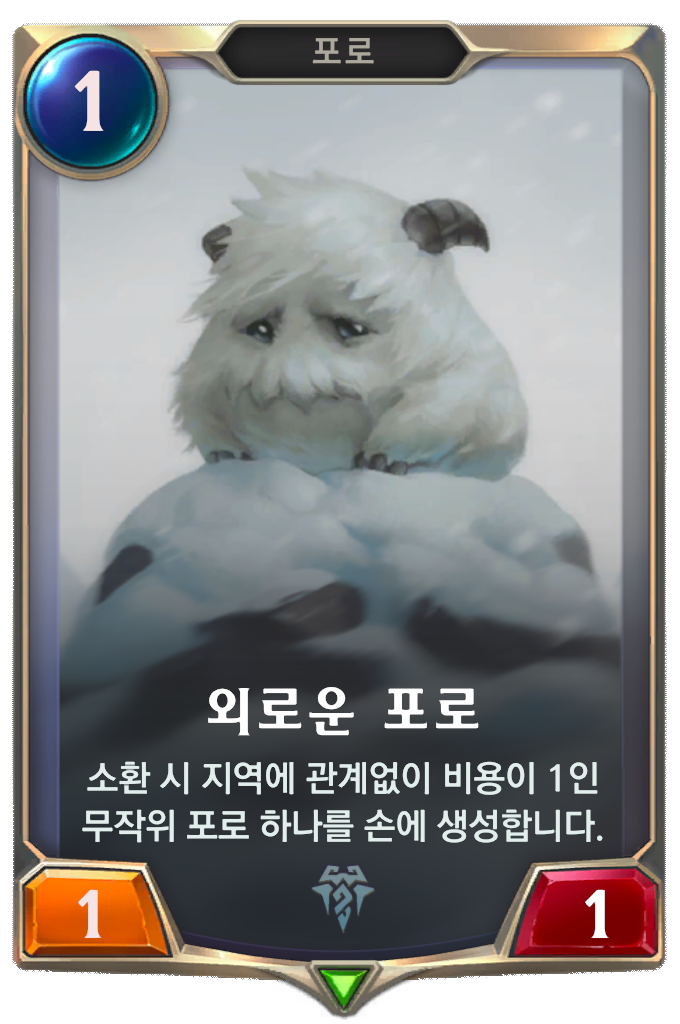 포로
1
외로운 포로
소환 시 지역에 관계없이 비용이 1인
무작위 포로 하나를 손에 생성합니다.
1
1